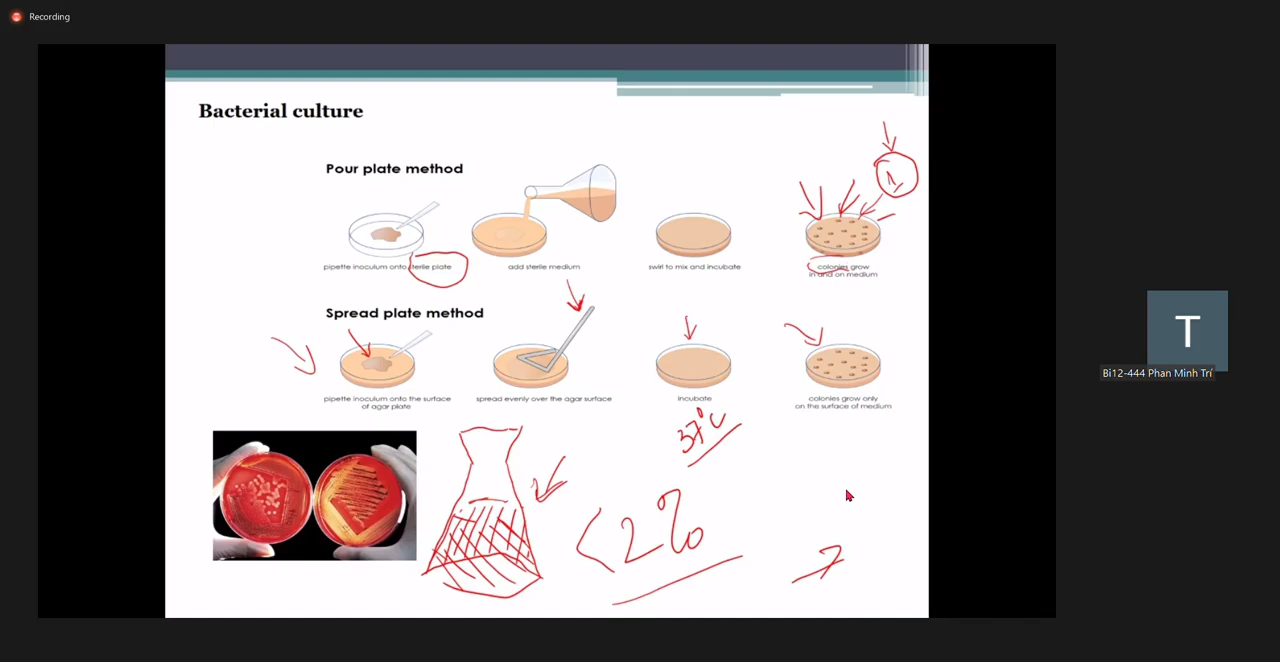 Recording
Bacterial culture
Pour plate method
pipette inoculum onto sterile plate
add sterile medium
swirl to mix and incubate
colonies grow
in and on medium
1
Spread plate method
pipette inoculum onto the surface
of agar plate
spread evenly over the agar surface
incubate
colonies grow only
on the surface of medium
37°C
<2%
T
Bi12-444 Phan Minh Trí